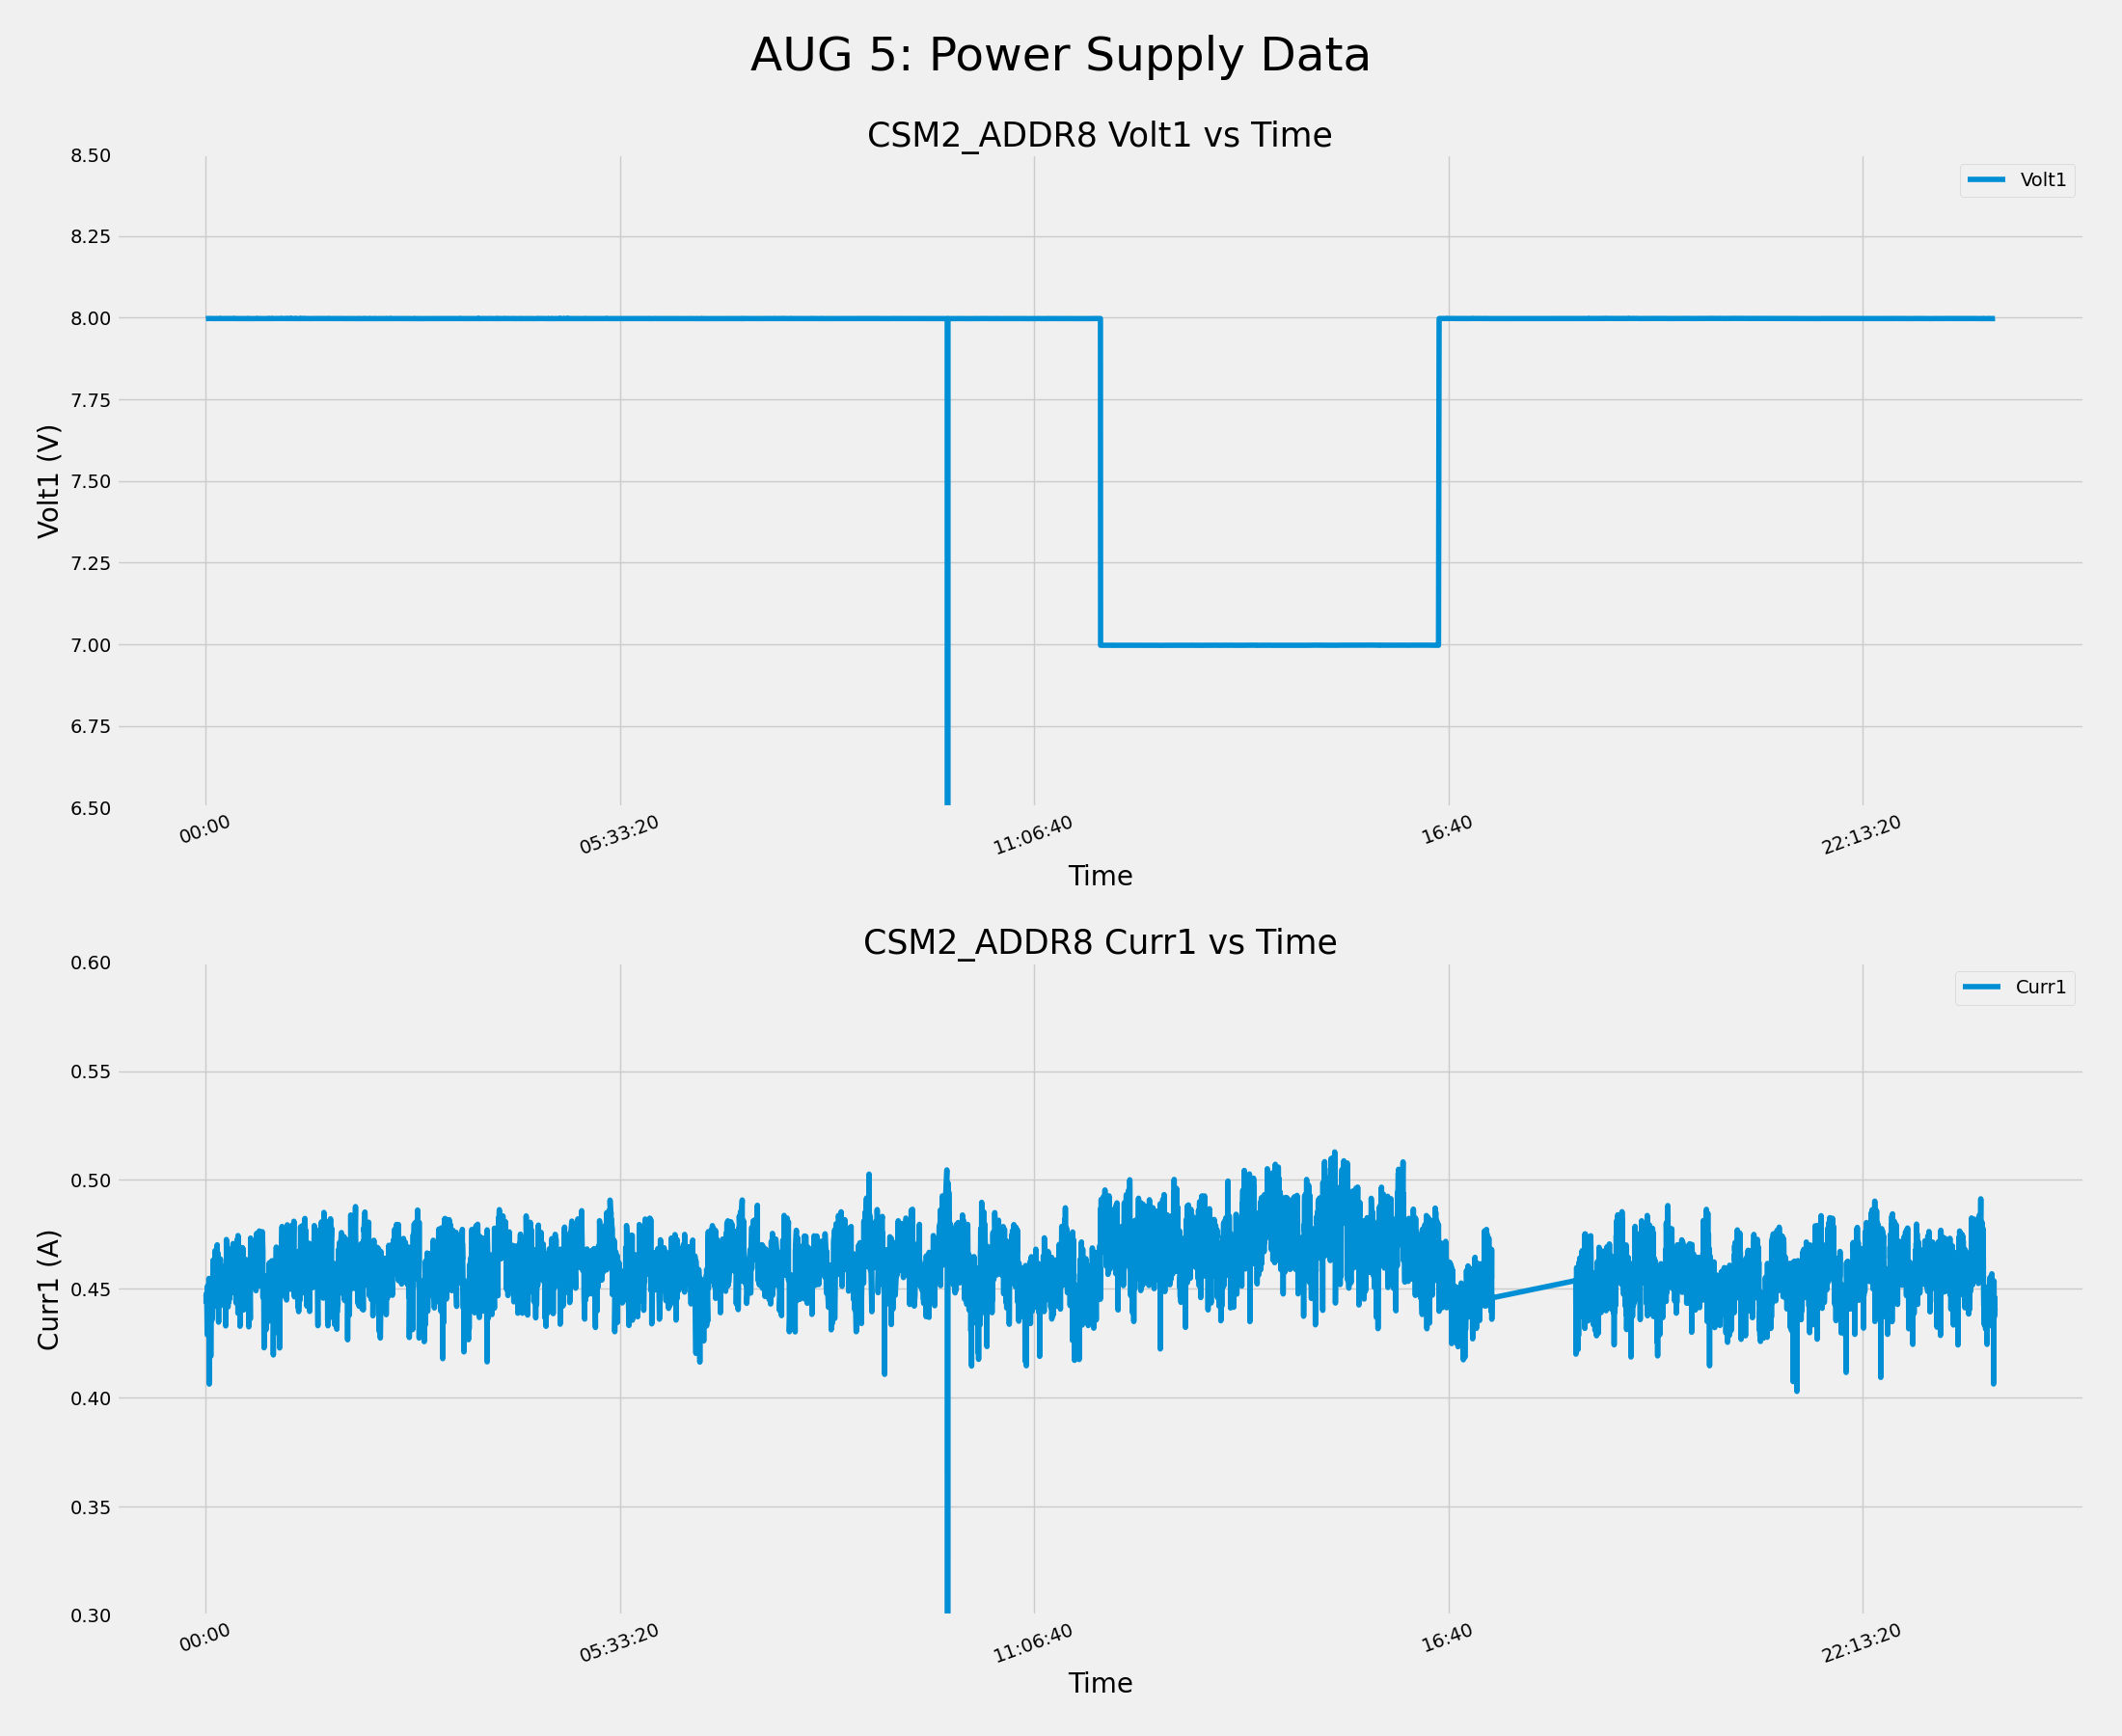 AUG 5: Power Supply Data
CSM2_ADDR8 Volt1 vs Time
8.50
8.25
8.00
7.75
7.50
7.25
7.00
6.75
6.50
Volt1 (V)
Volt1
00:00
05:33:20
11:06:40
16:40
22:13:20
Time
CSM2_ADDR8 Curr1 vs Time
0.60
0.55
0.50
0.45
0.40
0.35
0.30
Curr1 (A)
Curr1
00:00
05:33:20
11:06:40
16:40
22:13:20
Time